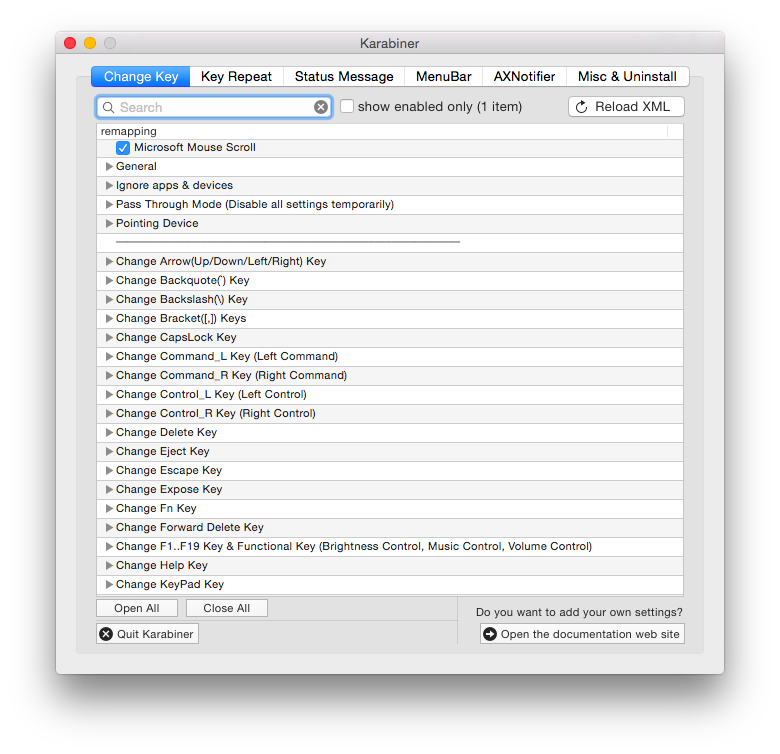 Karabiner
Change Key Key Repeat Status Message MenuBar AXNotifier Misc & Uninstall
Search show enabled only (1 item) Reload XML
remapping
Microsoft Mouse Scroll
General
Ignore apps & devices
Pass Through Mode (Disable all settings temporarily)
Pointing Device
Change Arrow(Up/Down/Left/Right) Key
Change Backquote(`) Key
Change Backslash(\) Key
Change Bracket([,]) Keys
Change CapsLock Key
Change Command_L Key (Left Command)
Change Command_R Key (Right Command)
Change Control_L Key (Left Control)
Change Control_R Key (Right Control)
Change Delete Key
Change Eject Key
Change Escape Key
Change Expose Key
Change Fn Key
Change Forward Delete Key
Change F1..F19 Key & Functional Key (Brightness Control, Music Control, Volume Control)
Change Help Key
Change KeyPad Key
Open All Close All Do you want to add your own settings?
Quit Karabiner Open the documentation web site